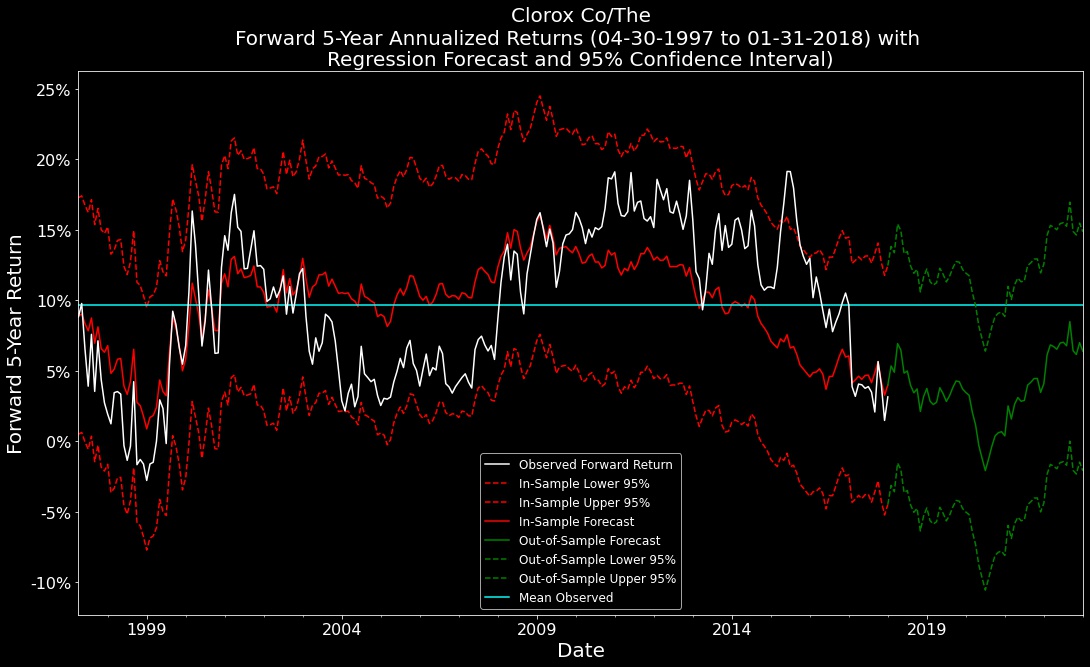 Clorox Co/The
Forward 5-Year Annualized Returns (04-30-1997 to 01-31-2018) with
Regression Forecast and 95% Confidence Interval)
Forward 5-Year Return
25%
20%
15%
10%
5%
0%
-5%
-10%
Observed Forward Return
In-Sample Lower 95%
In-Sample Upper 95%
In-Sample Forecast
Out-of-Sample Forecast
Out-of-Sample Lower 95%
Out-of-Sample Upper 95%
Mean Observed
1999 2004 2009 2014 2019
Date